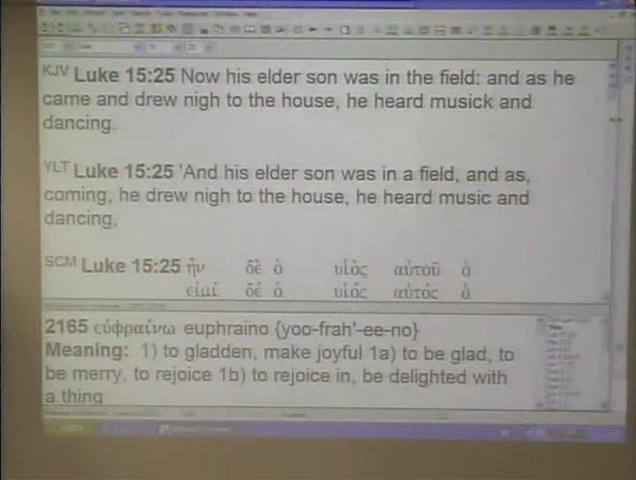 KJV Luke 15:25 Now his elder son was in the field: and as he
came and drew nigh to the house, he heard musick and
dancing.
YLT Luke 15:25 'And his elder son was in a field, and as,
coming, he drew nigh to the house, he heard music and
dancing,
SCM Luke 15:25 ἦν δὲ ὁ υἱὸς αὐτοῦ ὁ
εἰμί δέ ὁ υἱός αὐτός ὁ
2165 εὐφραίνω euphraino {yoo-frah'-ee-no}
Meaning: 1) to gladden, make joyful 1a) to be glad, to
be merry, to rejoice 1b) to rejoice in, be delighted with
a thing